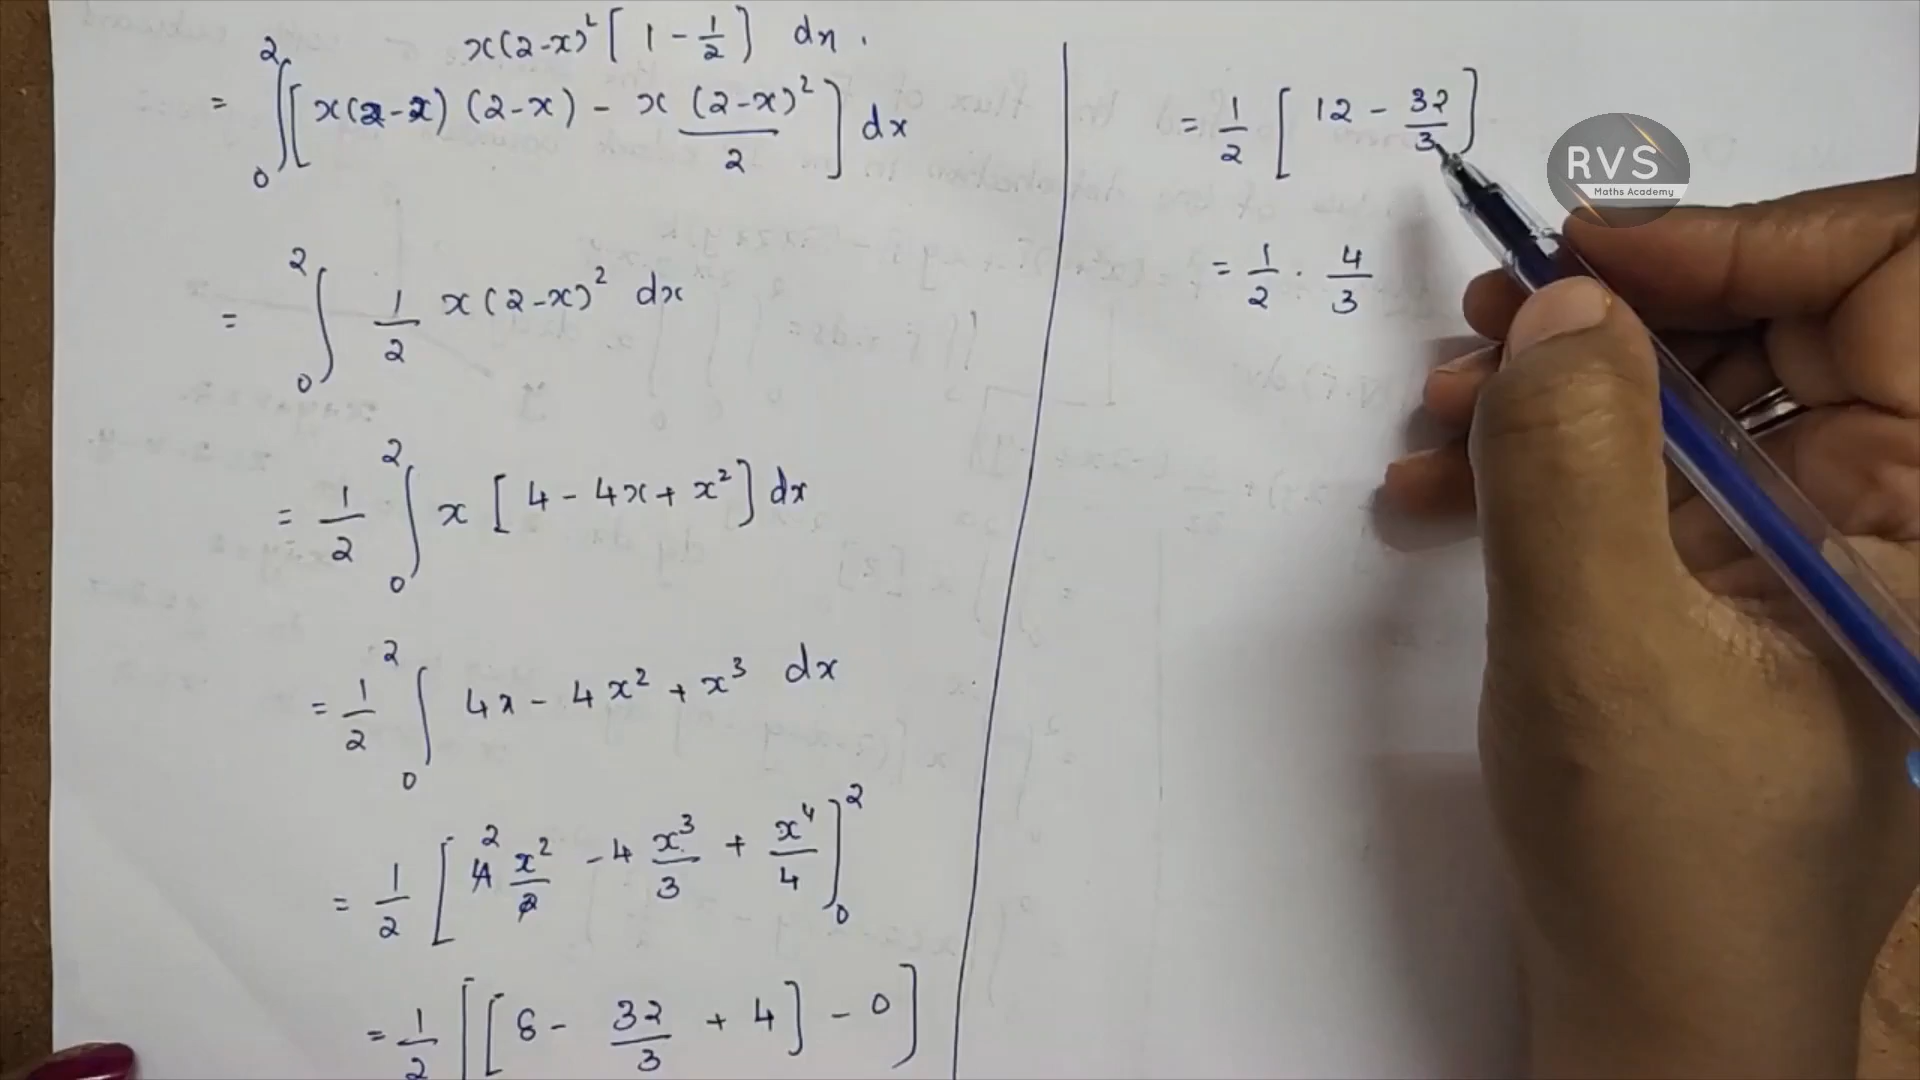 x(2-x)² [ 1 - 1/2 ] dx .
= ∫₀² [ x(2-x) (2-x) - x (2-x)²/2 ] dx
= ∫₀² 1/2 x(2-x)² dx
= 1/2 ∫₀² x [ 4 - 4x + x² ] dx
= 1/2 ∫₀² 4x - 4x² + x³ dx
= 1/2 [ 4 2 x²/2 - 4 x³/3 + x⁴/4 ]₀²
= 1/2 [ [ 8 - 32/3 + 4 ] - 0 ]
= 1/2 [ 12 - 32/3 ]
= 1/2 . 4/3
RVS
Maths Academy